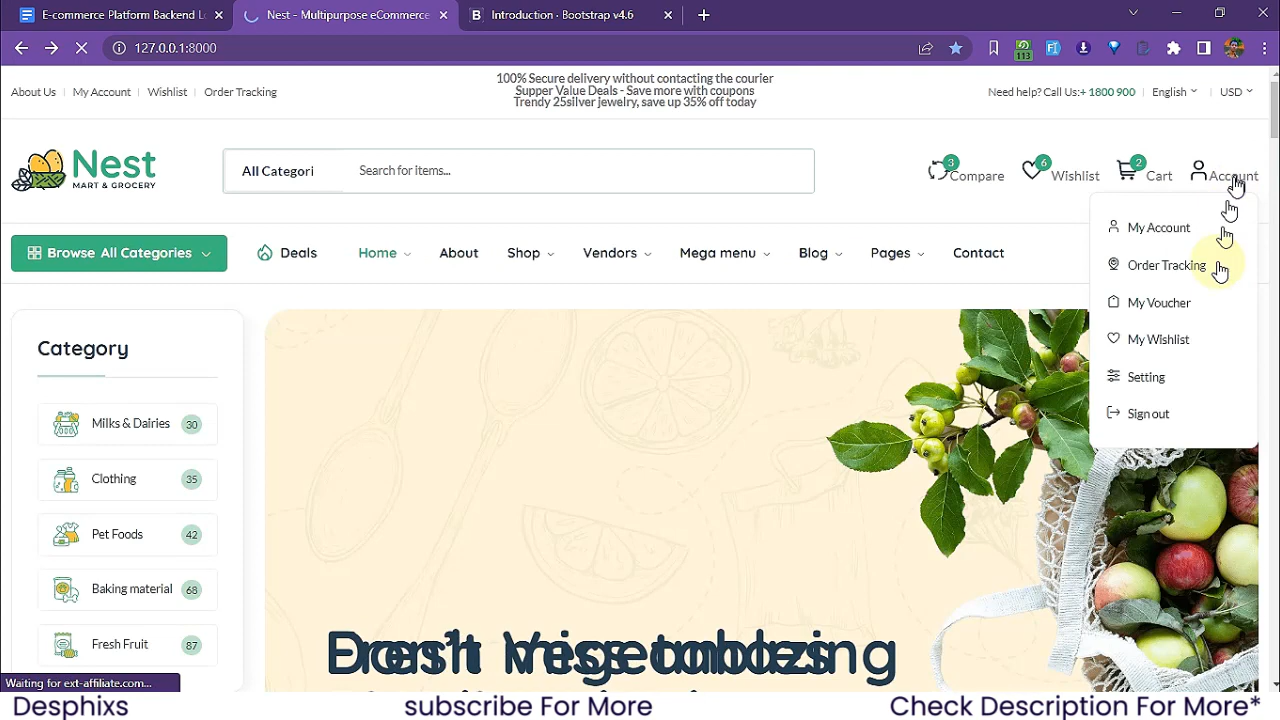 E-commerce Platform Backend Lo
Nest - Multipurpose eCommerce
Introduction · Bootstrap v4.6
127.0.0.1:8000
113
About Us
My Account
Wishlist
Order Tracking
100% Secure delivery without contacting the courier
Supper Value Deals - Save more with coupons
Trendy 25silver jewelry, save up 35% off today
Need help? Call Us:+ 1800 900
English
USD
Nest
MART & GROCERY
All Categori
Search for items...
3
Compare
6
Wishlist
2
Cart
Account
Browse All Categories
Deals
Home
About
Shop
Vendors
Mega menu
Blog
Pages
Contact
My Account
Order Tracking
My Voucher
My Wishlist
Setting
Sign out
Category
Milks & Dairies 30
Clothing 35
Pet Foods 42
Baking material 68
Fresh Fruit 87
Waiting for ext-affiliate.com...
Desphixs
subscribe For More
Check Description For More*